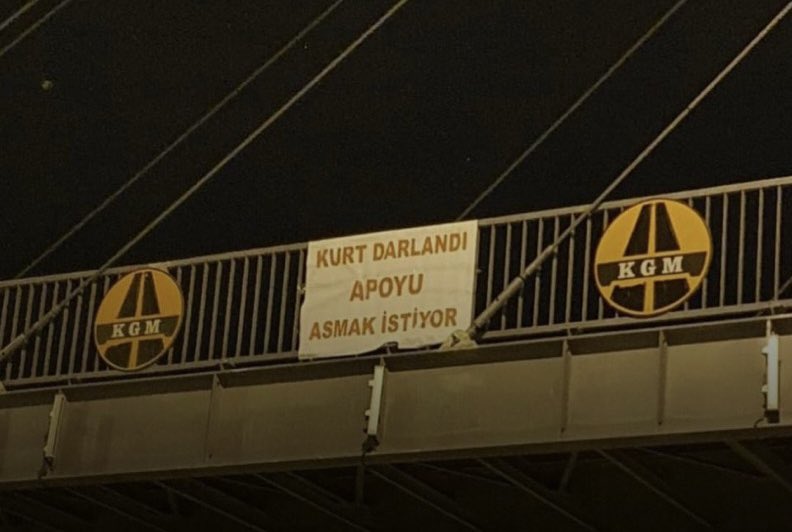 KURT DARLANDI
APOYU
ASMAK İSTİYOR
KGM
KGM